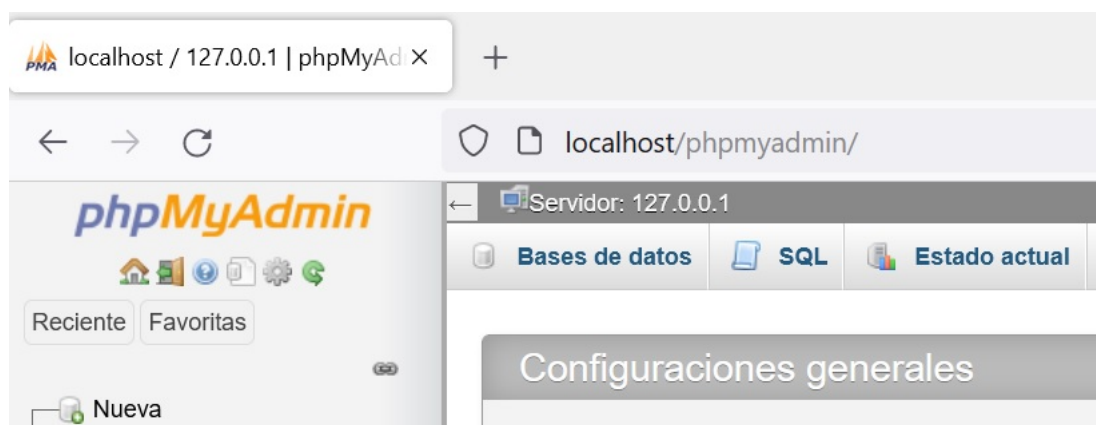 PMA localhost / 127.0.0.1 | phpMyAd
localhost/phpmyadmin/
phpMyAdmin
Servidor: 127.0.0.1
Bases de datos SQL Estado actual
Reciente Favoritas
Configuraciones generales
Nueva